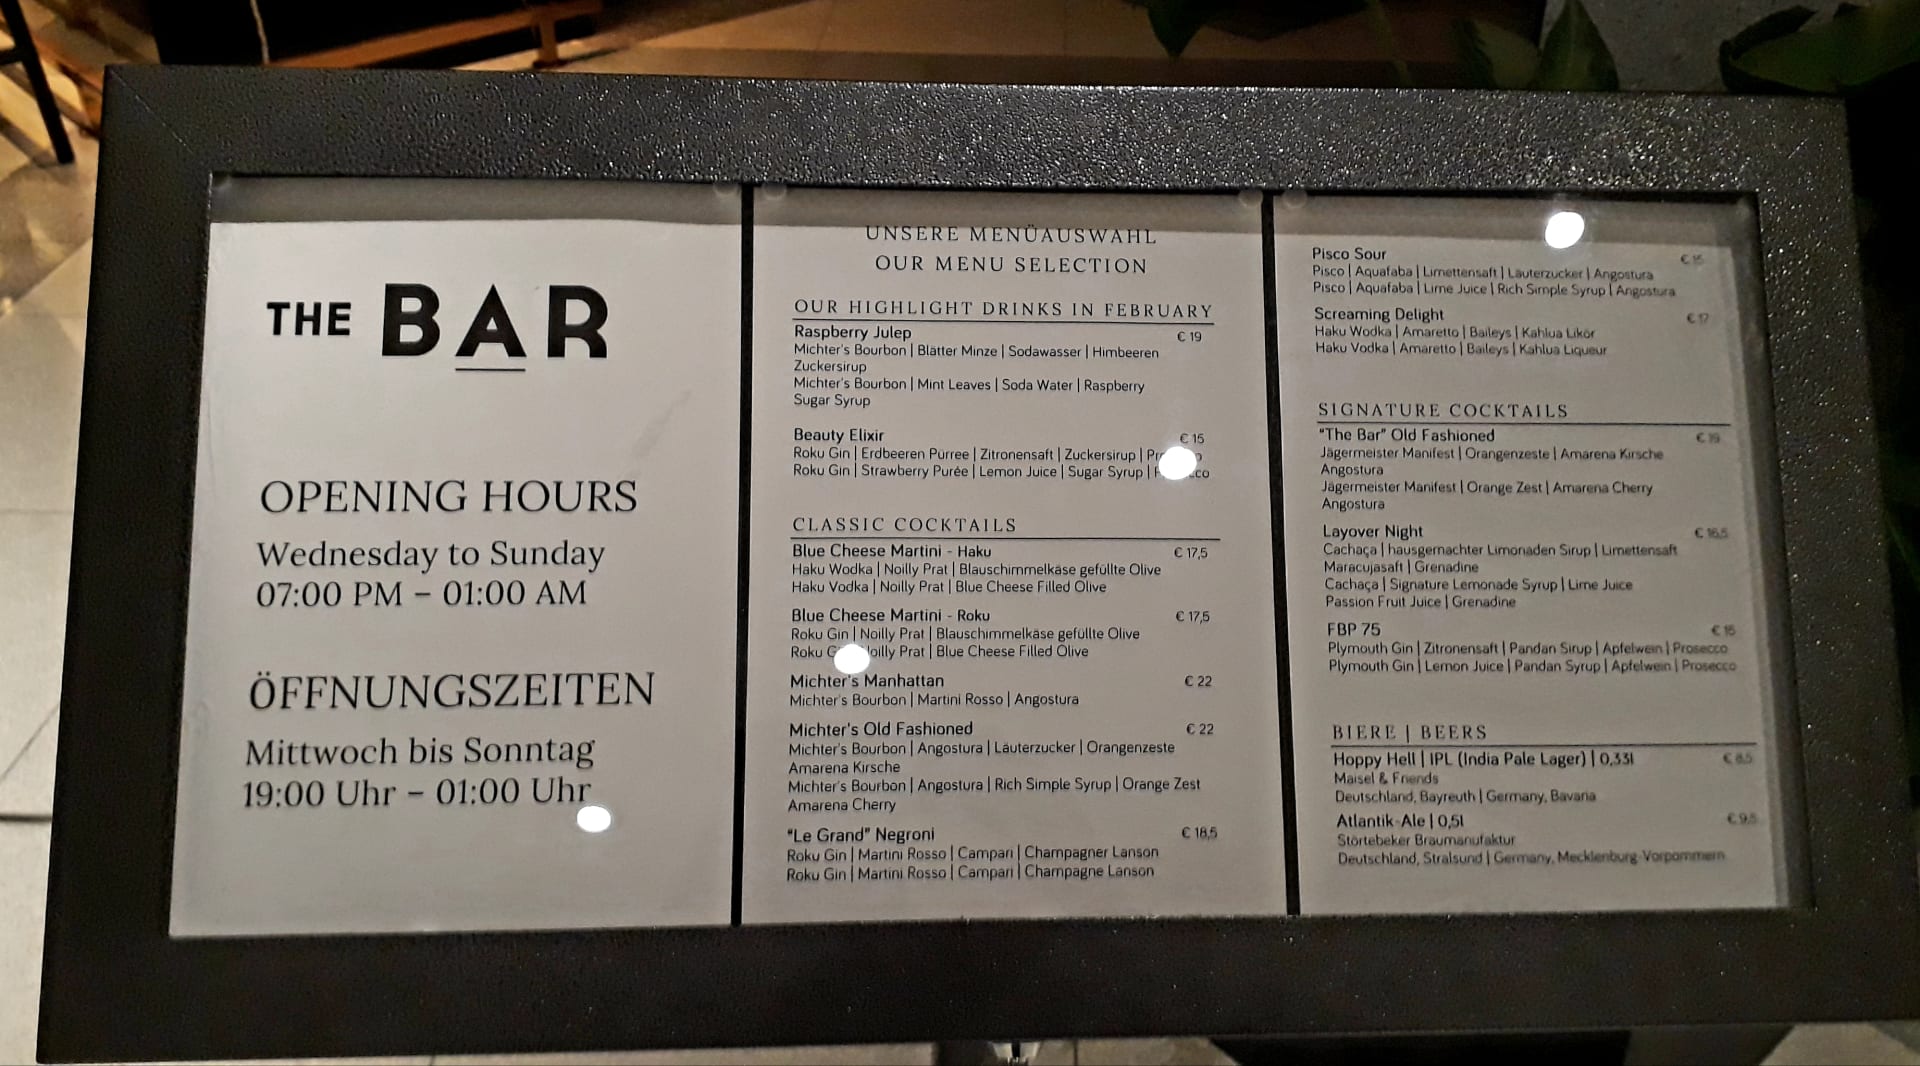 THE BAR
OPENING HOURS
Wednesday to Sunday
07:00 PM – 01:00 AM
ÖFFNUNGSZEITEN
Mittwoch bis Sonntag
19:00 Uhr – 01:00 Uhr
UNSERE MENÜAUSWAHL
OUR MENU SELECTION
OUR HIGHLIGHT DRINKS IN FEBRUARY
Raspberry Julep € 19
Michter's Bourbon | Blätter Minze | Sodawasser | Himbeeren
Zuckersirup
Michter's Bourbon | Mint Leaves | Soda Water | Raspberry
Sugar Syrup
Beauty Elixir € 15
Roku Gin | Erdbeeren Pürree | Zitronensaft | Zuckersirup |
Roku Gin | Strawberry Purée | Lemon Juice | Sugar Syrup |
CLASSIC COCKTAILS
Blue Cheese Martini - Haku € 17,5
Haku Wodka | Noilly Prat | Blauschimmelkäse gefüllte Olive
Haku Vodka | Noilly Prat | Blue Cheese Filled Olive
Blue Cheese Martini - Roku € 17,5
Roku Gin | Noilly Prat | Blauschimmelkäse gefüllte Olive
Roku Noilly Prat | Blue Cheese Filled Olive
Michter's Manhattan € 22
Michter's Bourbon | Martini Rosso | Angostura
Michter's Old Fashioned € 22
Michter's Bourbon | Angostura | Läuterzucker | Orangenzeste
Amarena Kirsche
Michter's Bourbon | Angostura | Rich Simple Syrup | Orange Zest
Amarena Cherry
“Le Grand” Negroni € 18,5
Roku Gin | Martini Rosso | Campari | Champagner Lanson
Roku Gin | Martini Rosso | Campari | Champagne Lanson
Pisco Sour €
Pisco | Aquafaba | Limettensaft | Läuterzucker | Angostura
Pisco | Aquafaba | Lime Juice | Rich Simple Syrup | Angostura
Screaming Delight € 17
Haku Wodka | Amaretto | Baileys | Kahlua Likör
Haku Vodka | Amaretto | Baileys | Kahlua Liqueur
SIGNATURE COCKTAILS
“The Bar” Old Fashioned €
Jägermeister Manifest | Orangenzeste | Amarena Kirsche
Angostura
Jägermeister Manifest | Orange Zest | Amarena Cherry
Angostura
Layover Night € 16,5
Cachaça | hausgemachter Limonaden Sirup | Limettensaft
Maracujasaft | Grenadine
Cachaça | Signature Lemonade Syrup | Lime Juice
Passion Fruit Juice | Grenadine
FBP 75 € 15
Plymouth Gin | Zitronensaft | Pandan Sirup | Apfelwein | Prosecco
Plymouth Gin | Lemon Juice | Pandan Syrup | Apfelwein | Prosecco
BIERE | BEERS
Hoppy Hell | IPL (India Pale Lager) | 0,33l € 8,5
Maisel & Friends
Deutschland, Bayreuth | Germany, Bavaria
Atlantik-Ale | 0,5l € 9,5
Störtebeker Braumanufaktur
Deutschland, Stralsund | Germany, Mecklenburg-Vorpommern